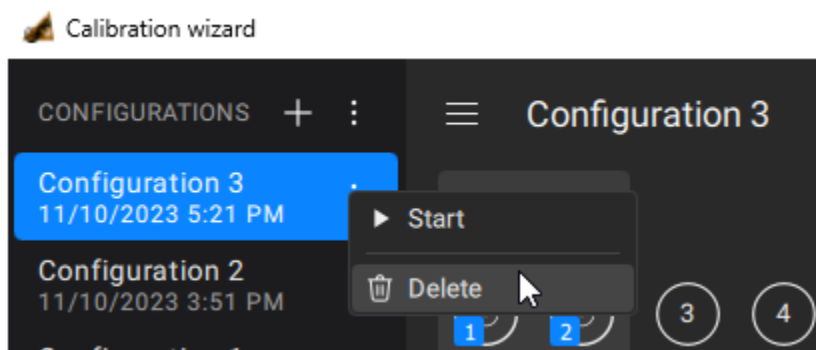 Calibration wizard
CONFIGURATIONS
Configuration 3
Configuration 3
11/10/2023 5:21 PM
Start
Configuration 2
11/10/2023 3:51 PM
Delete
1
2
3
4